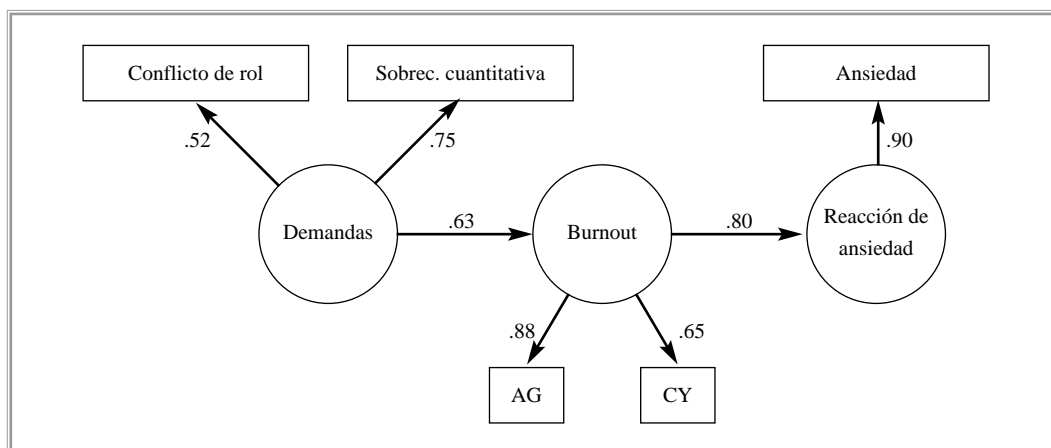 Conflicto de rol
Sobrec. cuantitativa
Ansiedad
.52
.75
.90
Demandas
.63
Burnout
.80
Reacción de
ansiedad
.88
.65
AG
CY